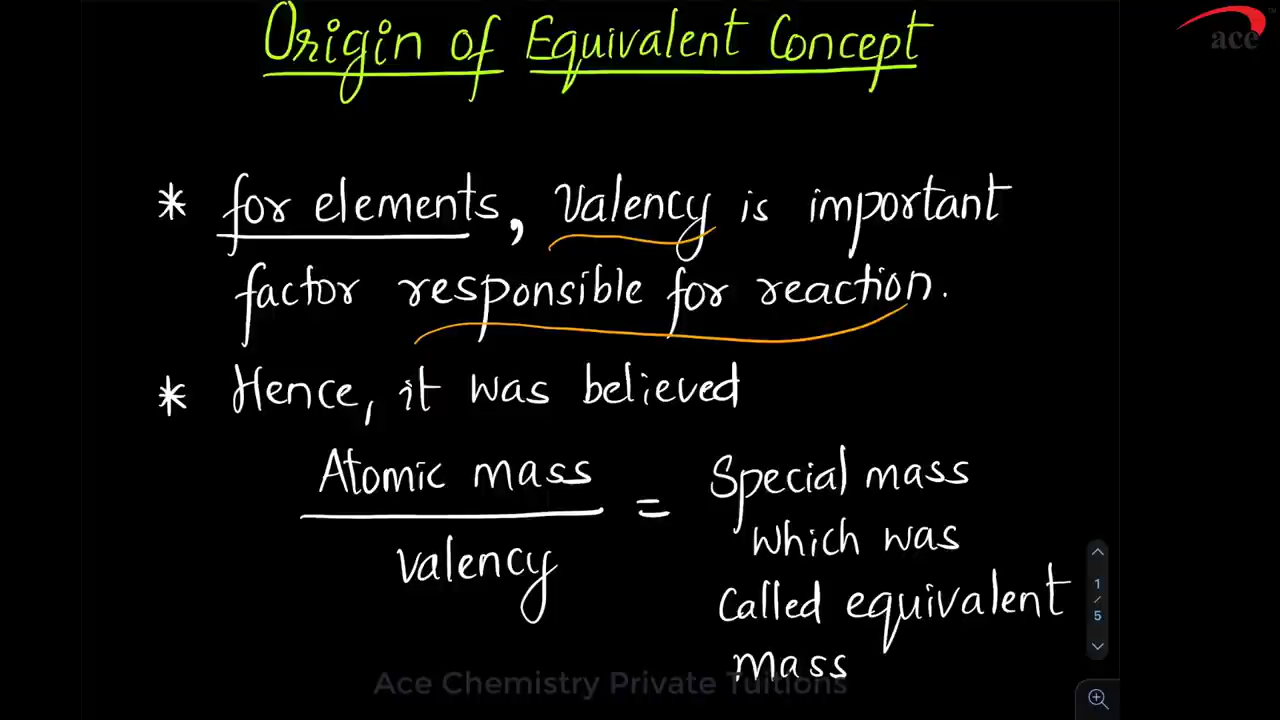 Origin of Equivalent Concept
ace
* for elements, Valency is important
factor responsible for reaction.
* Hence, it was believed
Atomic mass
valency
=
Special mass
which was
called equivalent
mass
1
/
5
Ace Chemistry Private Tuitions